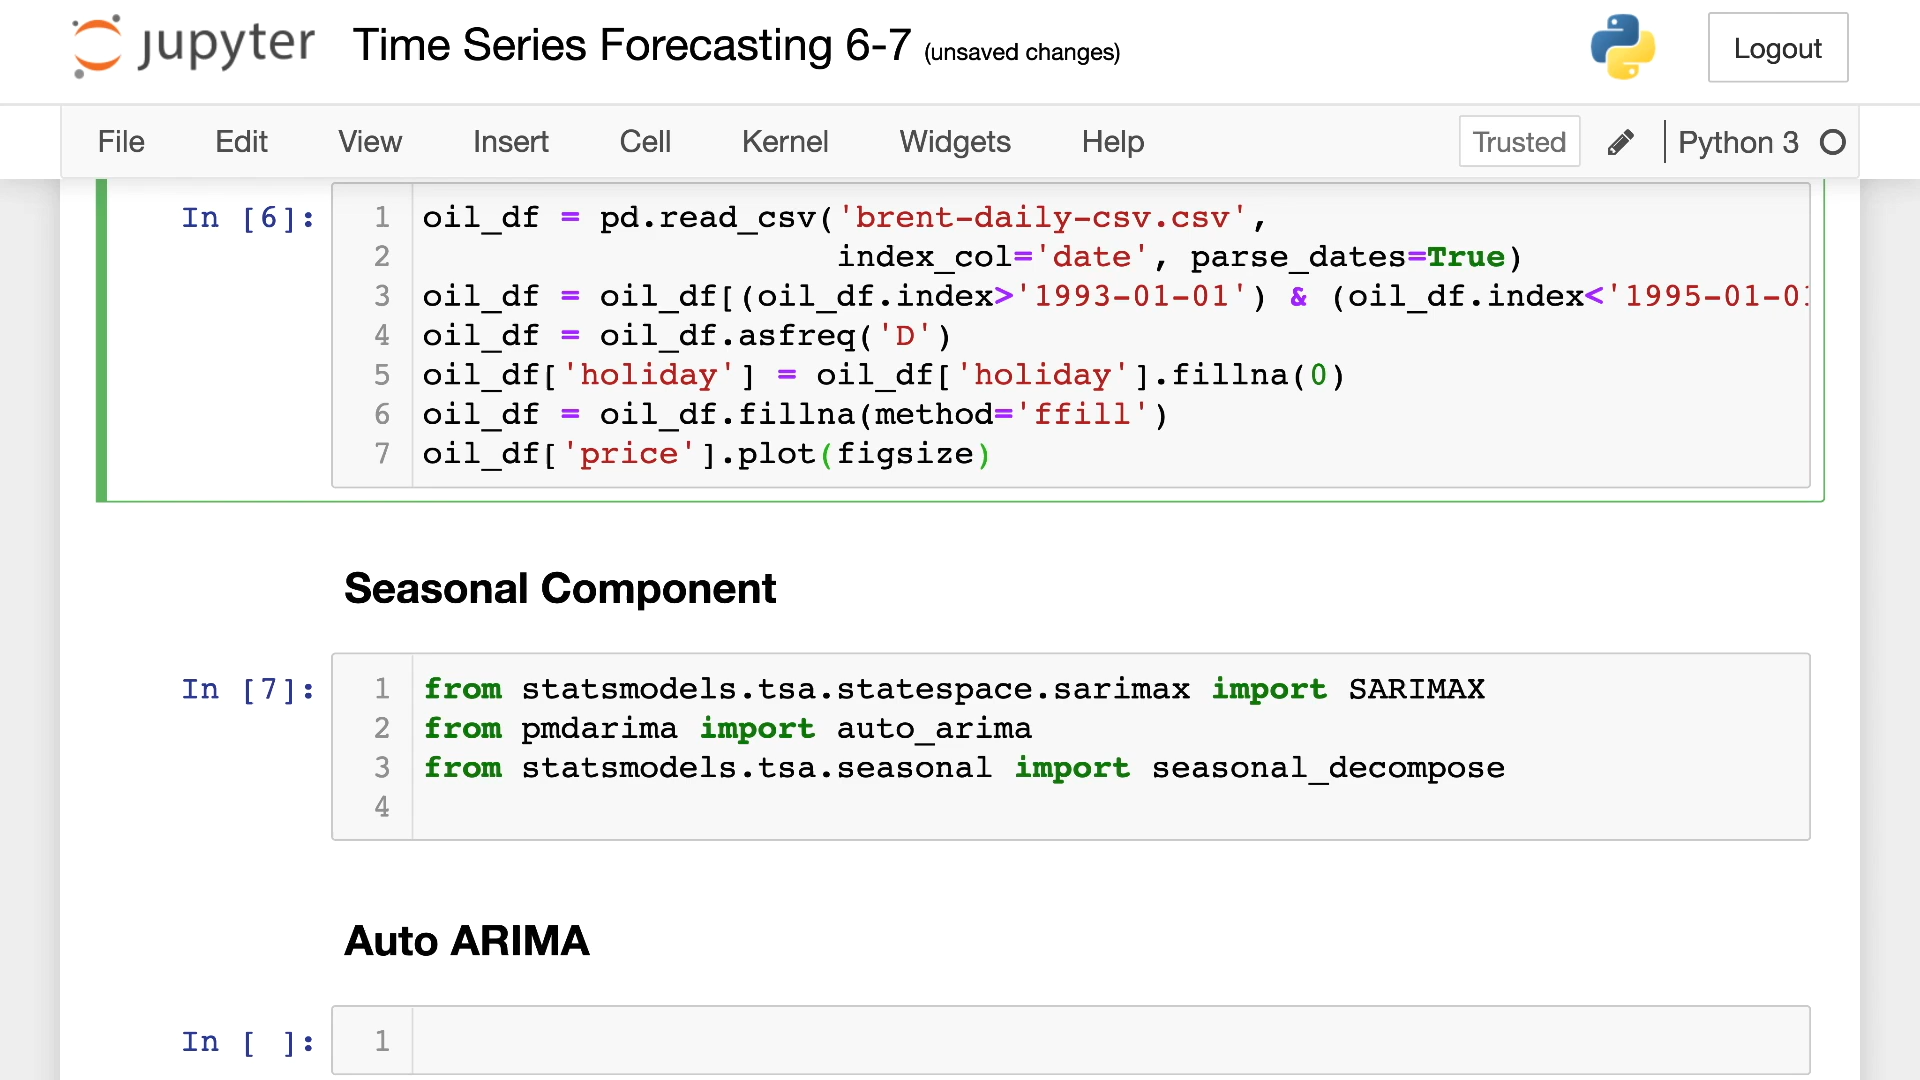 jupyter Time Series Forecasting 6-7 (unsaved changes) Logout
File Edit View Insert Cell Kernel Widgets Help Trusted Python 3
In [6]:
1 oil_df = pd.read_csv('brent-daily-csv.csv',
2 index_col='date', parse_dates=True)
3 oil_df = oil_df[(oil_df.index>'1993-01-01') & (oil_df.index<'1995-01-0
4 oil_df = oil_df.asfreq('D')
5 oil_df['holiday'] = oil_df['holiday'].fillna(0)
6 oil_df = oil_df.fillna(method='ffill')
7 oil_df['price'].plot(figsize)
Seasonal Component
In [7]:
1 from statsmodels.tsa.statespace.sarimax import SARIMAX
2 from pmdarima import auto_arima
3 from statsmodels.tsa.seasonal import seasonal_decompose
4
Auto ARIMA
In [ ]:
1